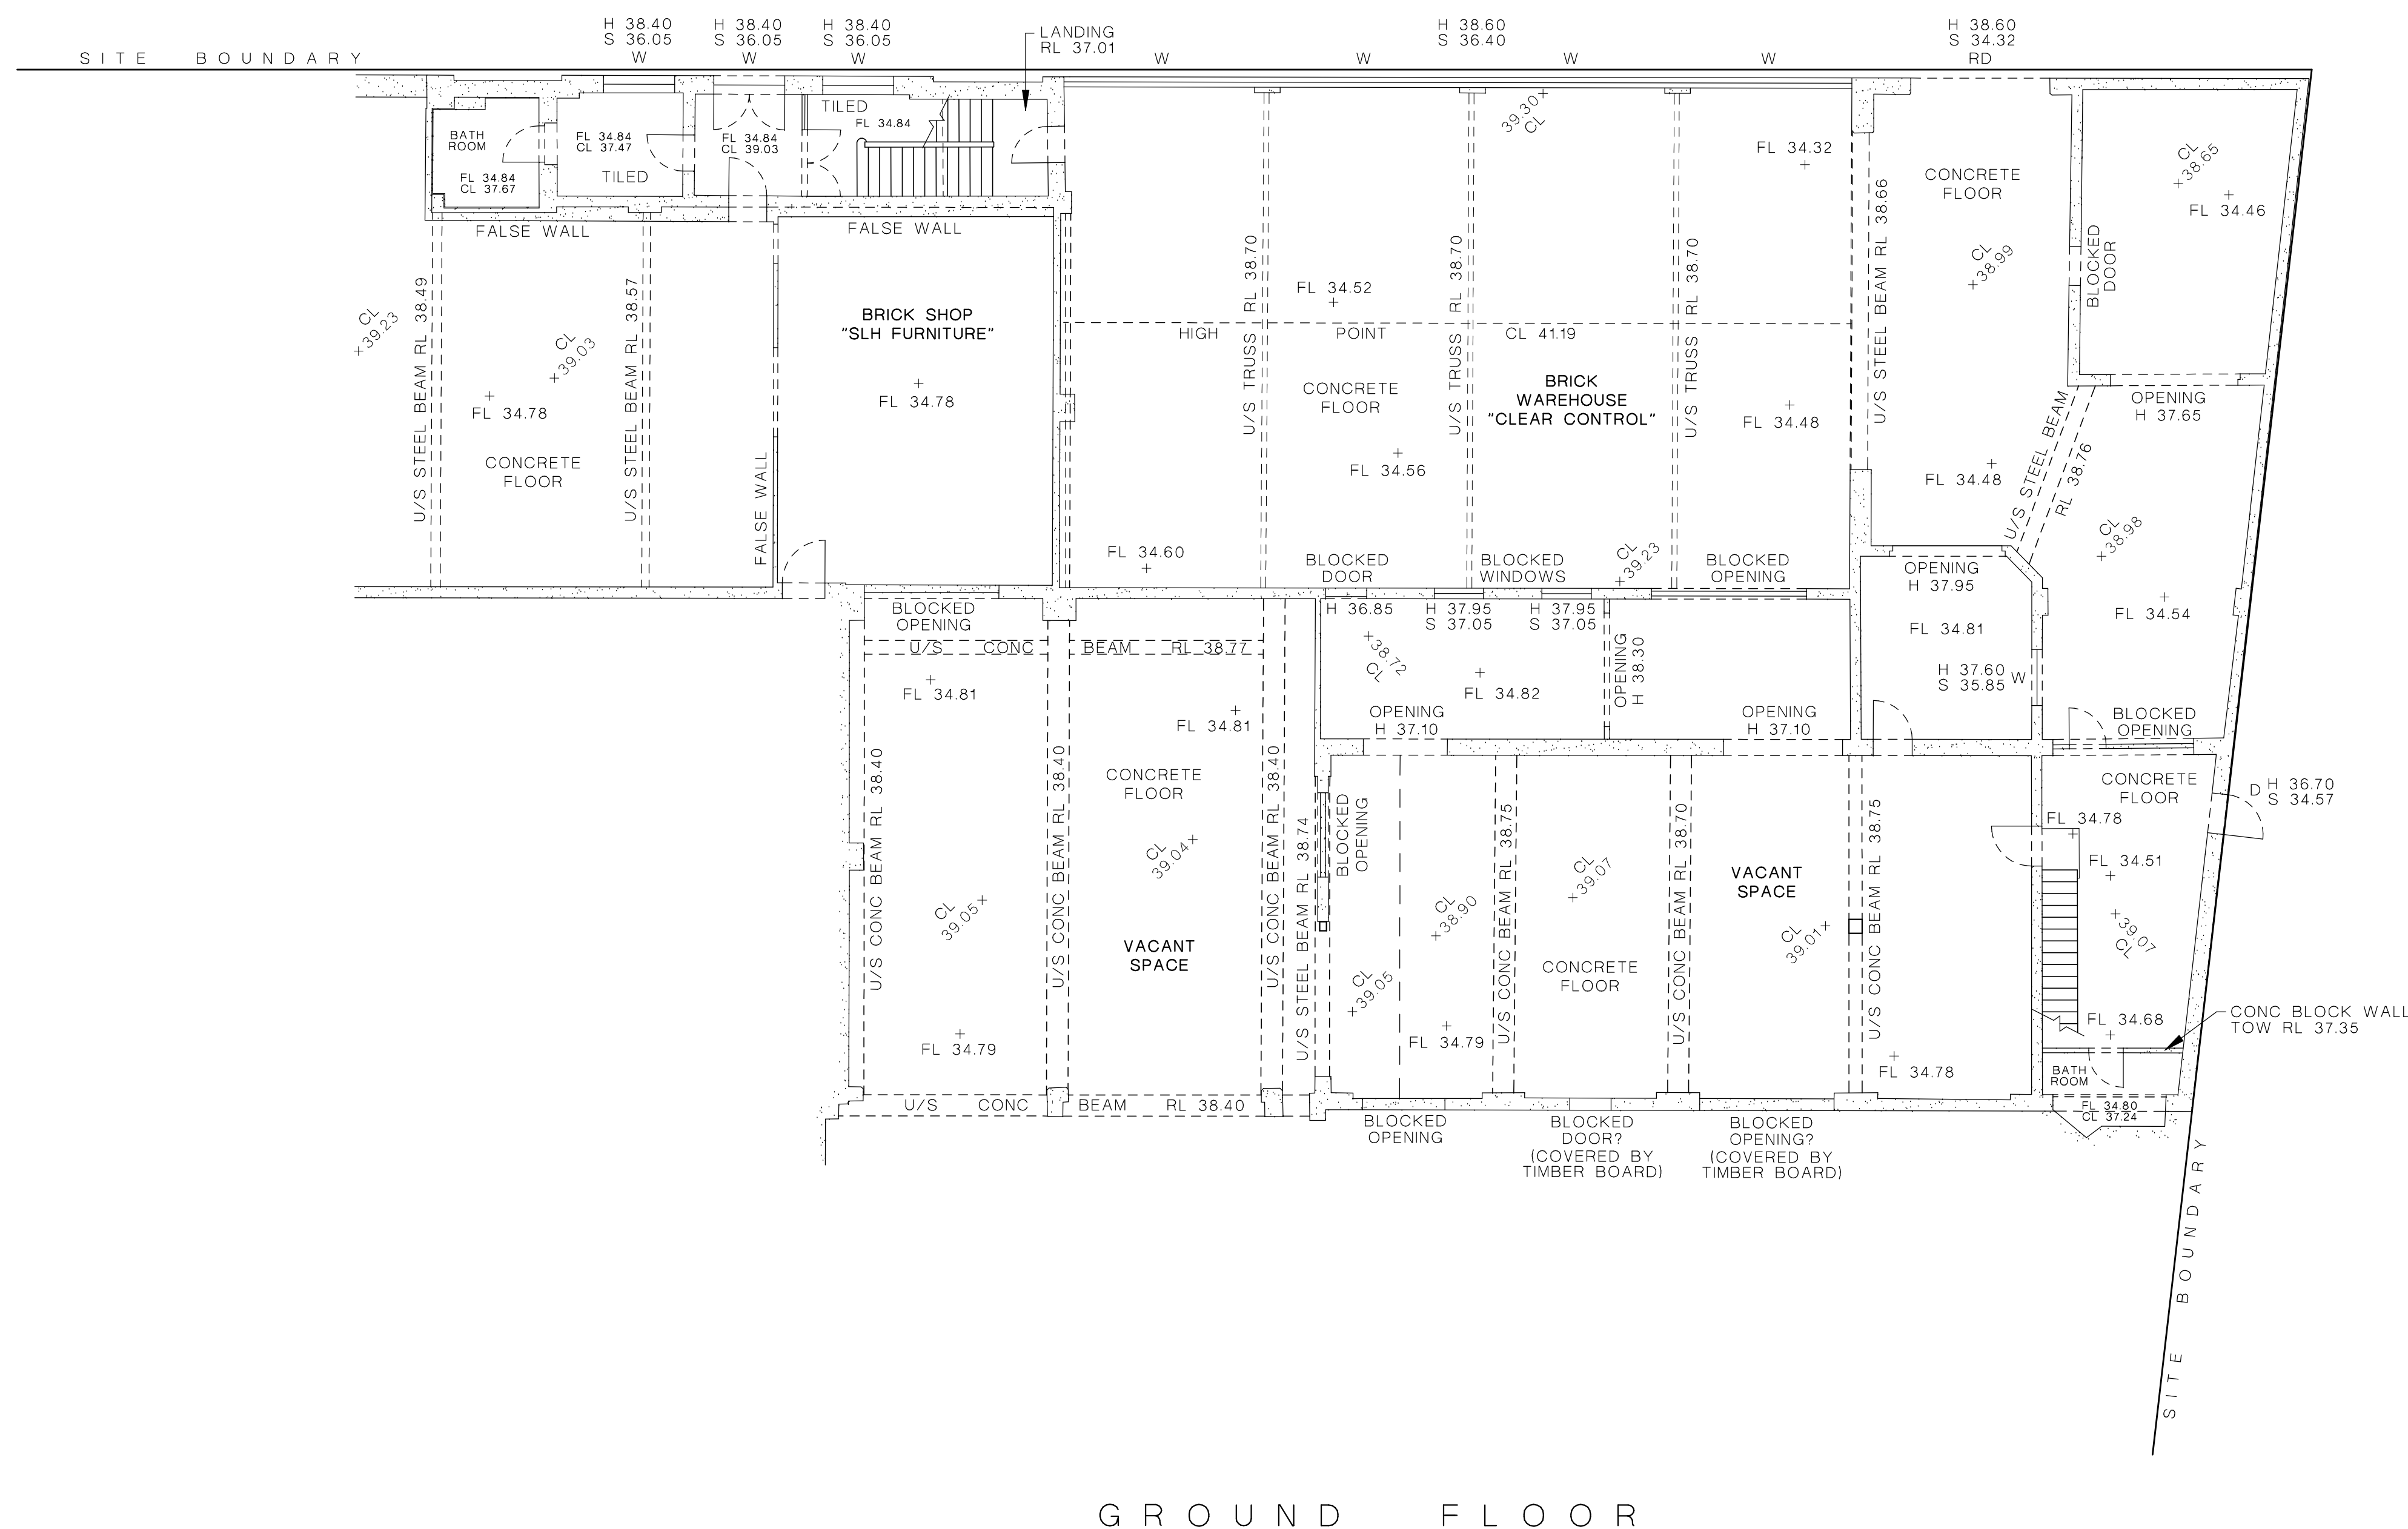 H 38.40
S 36.05
W
H 38.40
S 36.05
W
H 38.40
S 36.05
W
LANDING
RL 37.01
W
W
H 38.60
S 36.40
W
W
H 38.60
S 34.32
RD
SITE BOUNDARY
BATH
ROOM
FL 34.84
CL 37.67
FL 34.84
CL 37.47
TILED
FL 34.84
CL 39.03
TILED
FL 34.84
FALSE WALL
FALSE WALL
CL
39.23
U/S STEEL BEAM RL 38.49
CL
39.03
FL 34.78
CONCRETE
FLOOR
U/S STEEL BEAM RL 38.57
FALSE WALL
BRICK SHOP
"SLH FURNITURE"
FL 34.78
39.30
CL
FL 34.32
U/S TRUSS RL 38.70
FL 34.52
U/S TRUSS RL 38.70
U/S TRUSS RL 38.70
HIGH POINT CL 41.19
CONCRETE
FLOOR
BRICK
WAREHOUSE
"CLEAR CONTROL"
FL 34.48
FL 34.56
FL 34.60
U/S STEEL BEAM RL 38.66
CONCRETE
FLOOR
CL
38.99
FL 34.48
BLOCKED
DOOR
CL
38.65
FL 34.46
OPENING
H 37.65
U/S STEEL BEAM
RL 38.76
CL
38.98
FL 34.54
BLOCKED
DOOR
BLOCKED
WINDOWS
CL
39.23
BLOCKED
OPENING
H 36.85
H 37.95
S 37.05
H 37.95
S 37.05
38.72
CL
FL 34.82
OPENING
H 38.30
OPENING
H 37.10
OPENING
H 37.10
OPENING
H 37.95
FL 34.81
H 37.60
S 35.85
W
BLOCKED
OPENING
BLOCKED
OPENING
U/S CONC BEAM RL 38.77
FL 34.81
FL 34.81
U/S CONC BEAM RL 38.40
CL
39.05
FL 34.79
U/S CONC BEAM RL 38.40
CONCRETE
FLOOR
CL
39.04
VACANT
SPACE
U/S CONC BEAM RL 38.40
U/S STEEL BEAM RL 38.74
U/S CONC BEAM RL 38.40
BLOCKED
OPENING
CL
38.90
CL
39.05
FL 34.79
U/S CONC BEAM RL 38.75
CL
39.07
CONCRETE
FLOOR
U/S CONC BEAM RL 38.70
VACANT
SPACE
CL
39.01
U/S CONC BEAM RL 38.75
FL 34.78
CONCRETE
FLOOR
FL 34.78
FL 34.51
39.07
CL
FL 34.68
D
H 36.70
S 34.57
CONC BLOCK WALL
TOW RL 37.35
BATH
ROOM
FL 34.80
CL 37.24
BLOCKED
OPENING
BLOCKED
DOOR?
(COVERED BY
TIMBER BOARD)
BLOCKED
OPENING?
(COVERED BY
TIMBER BOARD)
SITE BOUNDARY
GROUND FLOOR